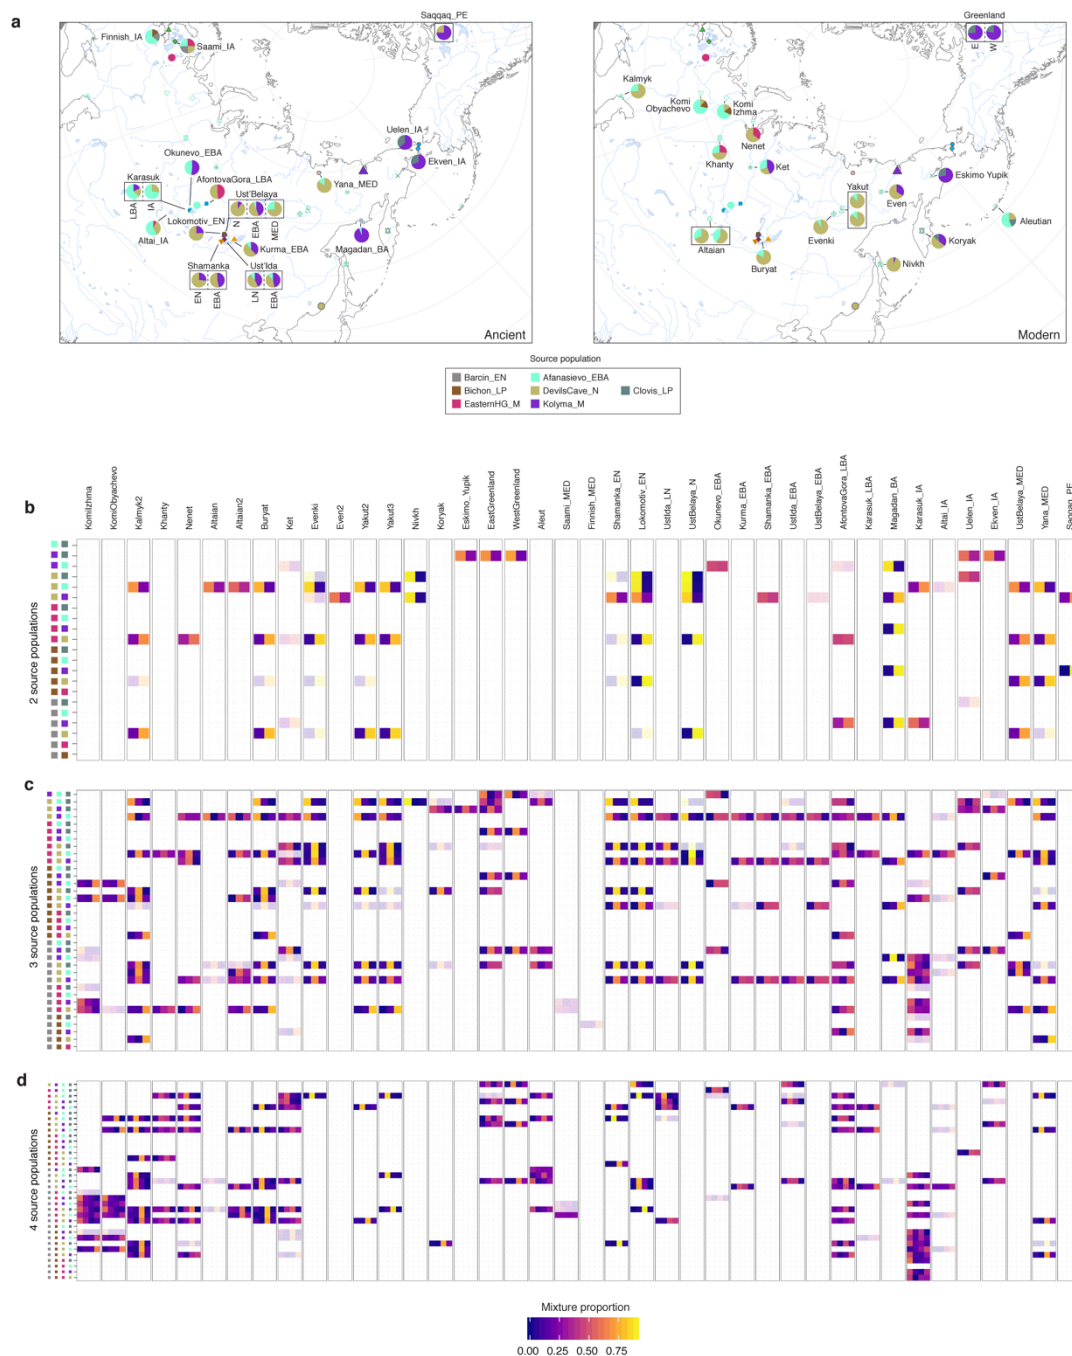 a
Saqqaq_PE
Finnish_IA
Saami_IA
Uelen_IA
Ekven_IA
Okunevo_EBA
Karasuk
AfontovaGora_LBA
Yana_MED
LBA
IA
Ust'Belaya
Lokomotiv_EN
N
EBA
MED
Altai_IA
Kurma_EBA
Magadan_BA
Shamanka
Ust'Ida
EN
EBA
LN
EBA
Ancient
Greenland
E
W
Kalmyk
Komi
Obyachevo
Komi
Izhma
Nenet
Khanty
Ket
Eskimo Yupik
Yakut
Even
Aleutian
Evenki
Koryak
Altaian
Buryat
Nivkh
Modern
Source population
Barcin_EN
Afanasievo_EBA
Bichon_LP
DevilsCave_N
Clovis_LP
EasternHG_M
Kolyma_M
b
KomiIzhma
KomiObyachevo
Kalmyk2
Khanty
Nenet
Altaian
Altaian2
Buryat
Ket
Evenki
Even2
Yakut2
Yakut3
Nivkh
Koryak
Eskimo_Yupik
EastGreenland
WestGreenland
Aleut
Saami_MED
Finnish_MED
Shamanka_EN
Lokomotiv_EN
UstBelaya_N
UstIda_LN
Okunevo_EBA
Kurma_EBA
Shamanka_EBA
UstIda_EBA
UstBelaya_EBA
AfontovaGora_LBA
Karasuk_LBA
Magadan_BA
Karasuk_IA
Altai_IA
Uelen_IA
Ekven_IA
UstBelaya_MED
Yana_MED
Saqqaq_PE
2 source populations
c
3 source populations
d
4 source populations
Mixture proportion
0.00 0.25 0.50 0.75